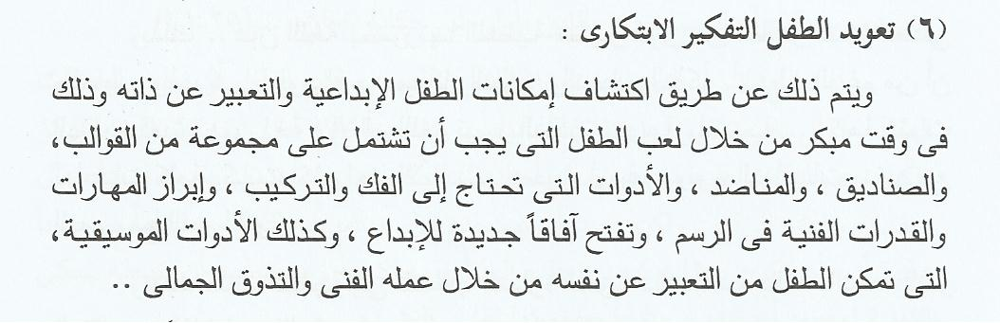 (٦) تعويد الطفل التفكير الابتكارى :
ويتم ذلك عن طريق اكتشاف إمكانات الطفل الإبداعية والتعبير عن ذاته وذلك
فى وقت مبكر من خلال لعب الطفل التى يجب أن تشتمل على مجموعة من القوالب،
والصناديق ، والمناضد ، والأدوات التى تحتاج إلى الفك والتركيب ، وإبراز المهارات
والقدرات الفنية فى الرسم ، وتفتح آفاقاً جديدة للإبداع ، وكذلك الأدوات الموسيقية،
التى تمكن الطفل من التعبير عن نفسه من خلال عمله الفنى والتذوق الجمالى ..